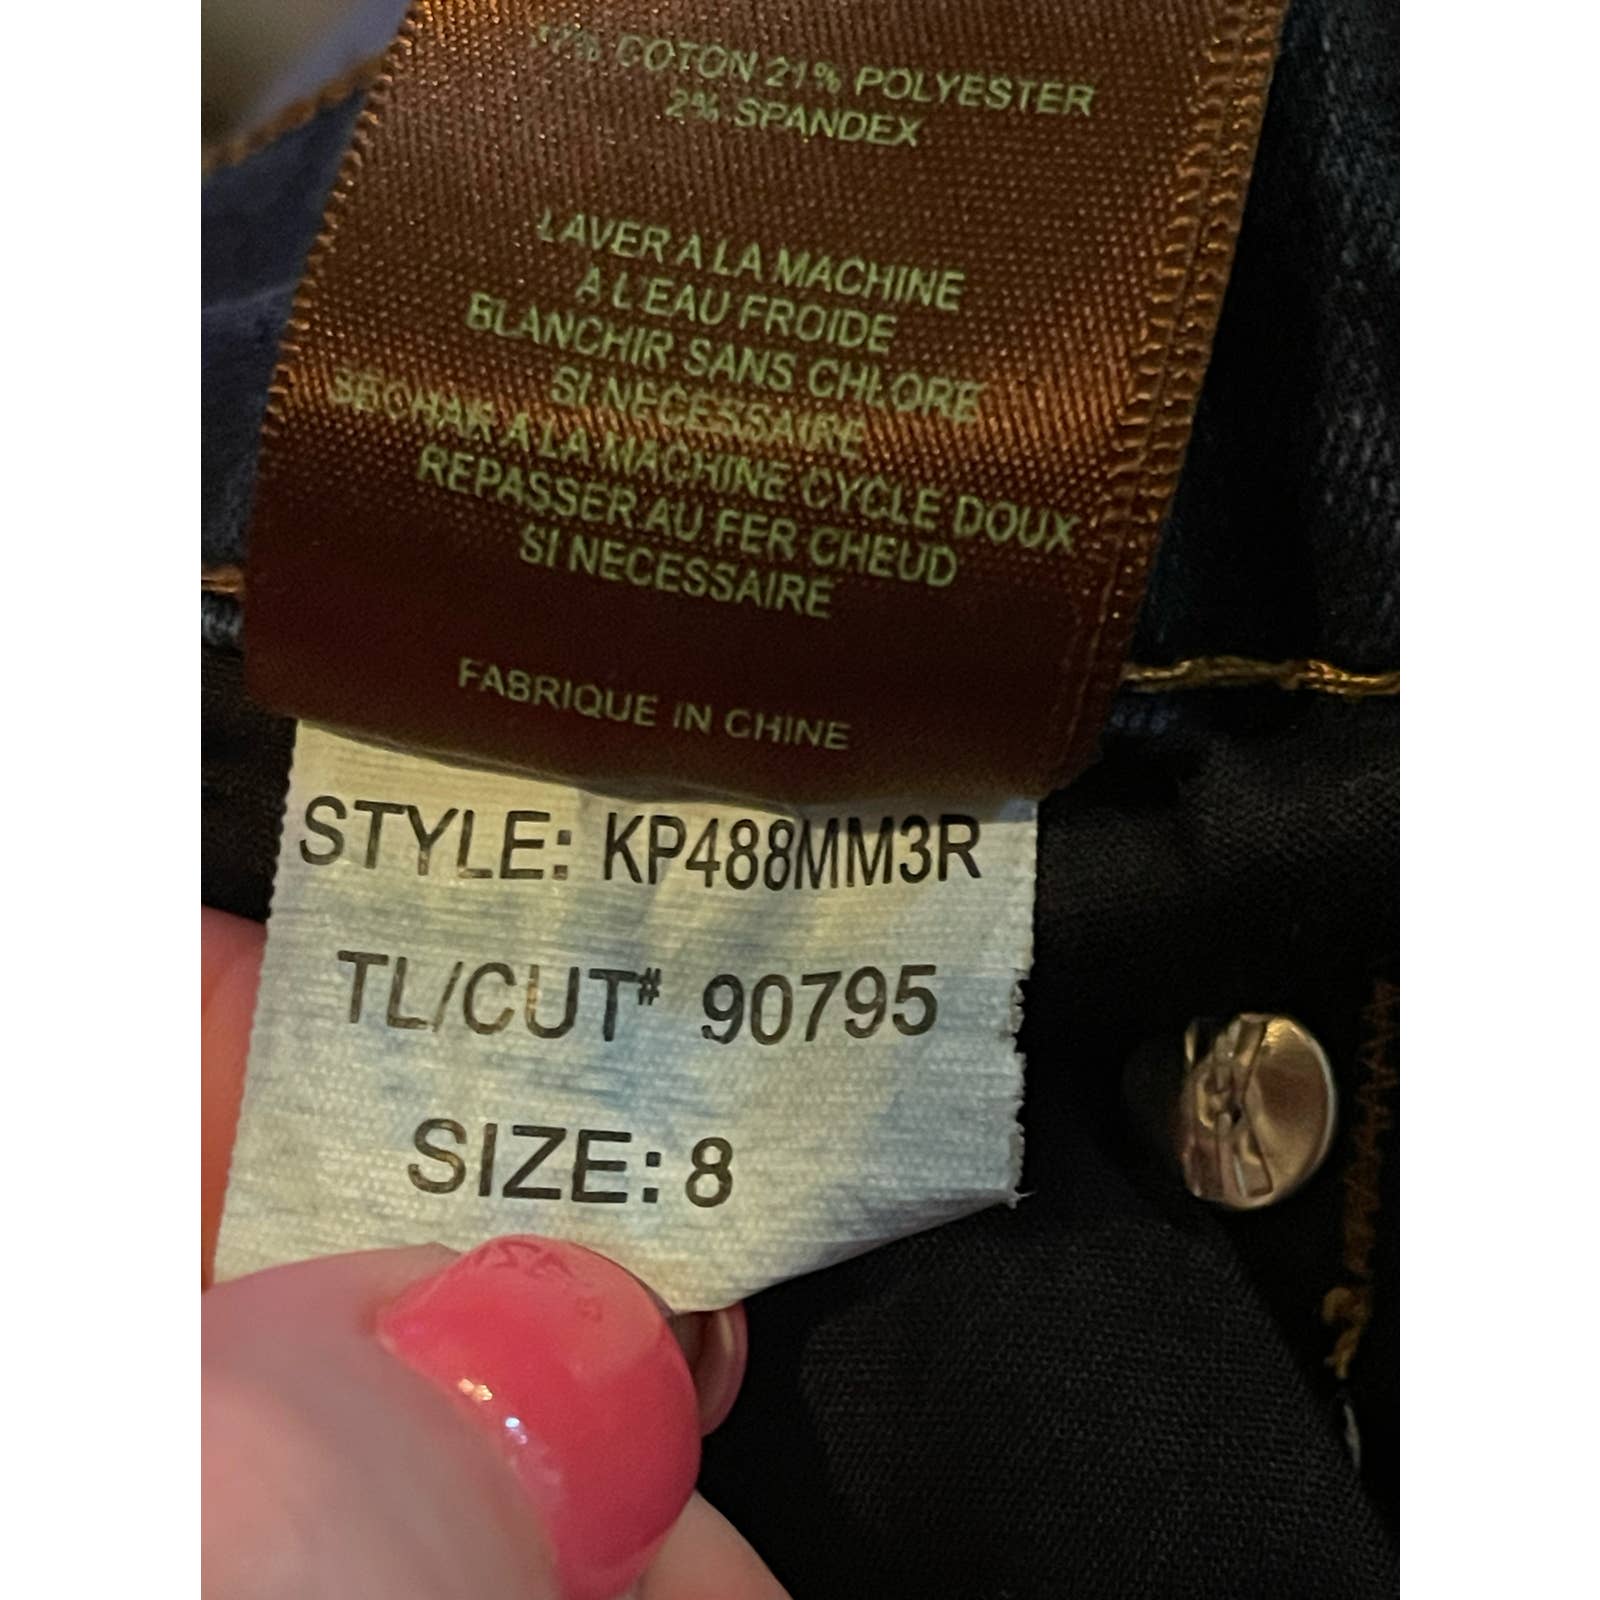 % COTON 21% POLYESTER
2% SPANDEX
LAVER A LA MACHINE
A L'EAU FROIDE
BLANCHIR SANS CHLORE
SI NECESSAIRE
SECHAR A LA MACHINE CYCLE DOUX
REPASSER AU FER CHEUD
SI NECESSAIRE
FABRIQUE IN CHINE
STYLE: KP488MM3R
TL/CUT# 90795
SIZE: 8